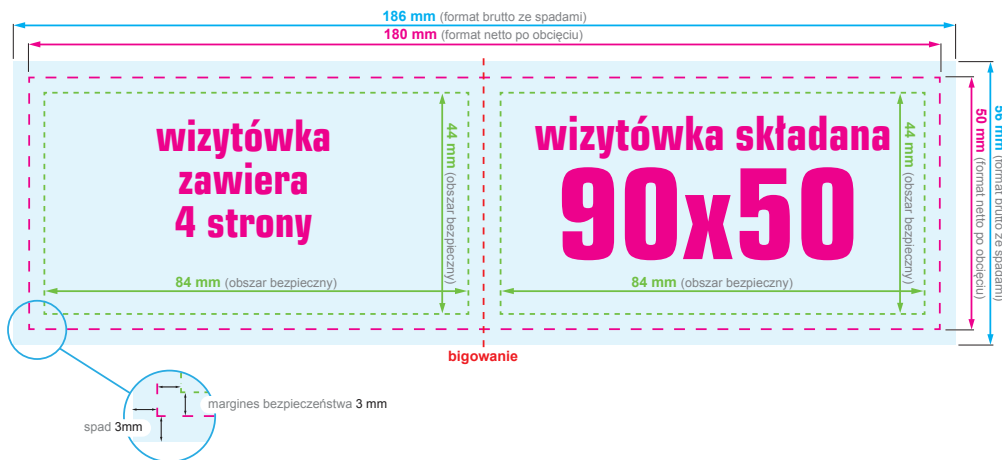 186 mm (format brutto ze spadami)
180 mm (format netto po obcięciu)
wizytówka
zawiera
4 strony
44 mm (obszar bezpieczny)
84 mm (obszar bezpieczny)
wizytówka składana
90x50
44 mm (obszar bezpieczny)
84 mm (obszar bezpieczny)
50 mm (format netto po obcięciu)
56 mm (format brutto ze spadami)
bigowanie
margines bezpieczeństwa 3 mm
spad 3mm